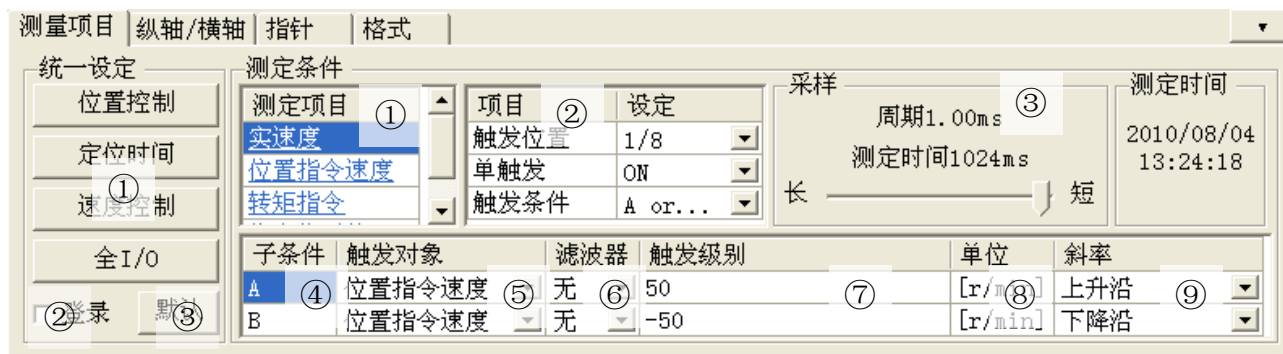 测量项目 纵轴/横轴 指针 格式
统一设定
位置控制
定位时间
①
速度控制
全I/O
②登录 默认③
测定条件
测定项目 ①
实速度
位置指令速度
转矩指令
项目 ② 设定
触发位置 1/8
单触发 ON
触发条件 A or...
采样 ③
周期1.00ms
测定时间1024ms
长 短
测定时间
2010/08/04
13:24:18
子条件 触发对象 滤波器 触发级别 单位 斜率
A ④ 位置指令速度 ⑤ 无 ⑥ 50 ⑦ [r/min] ⑧ 上升沿 ⑨
B 位置指令速度 无 -50 [r/min] 下降沿